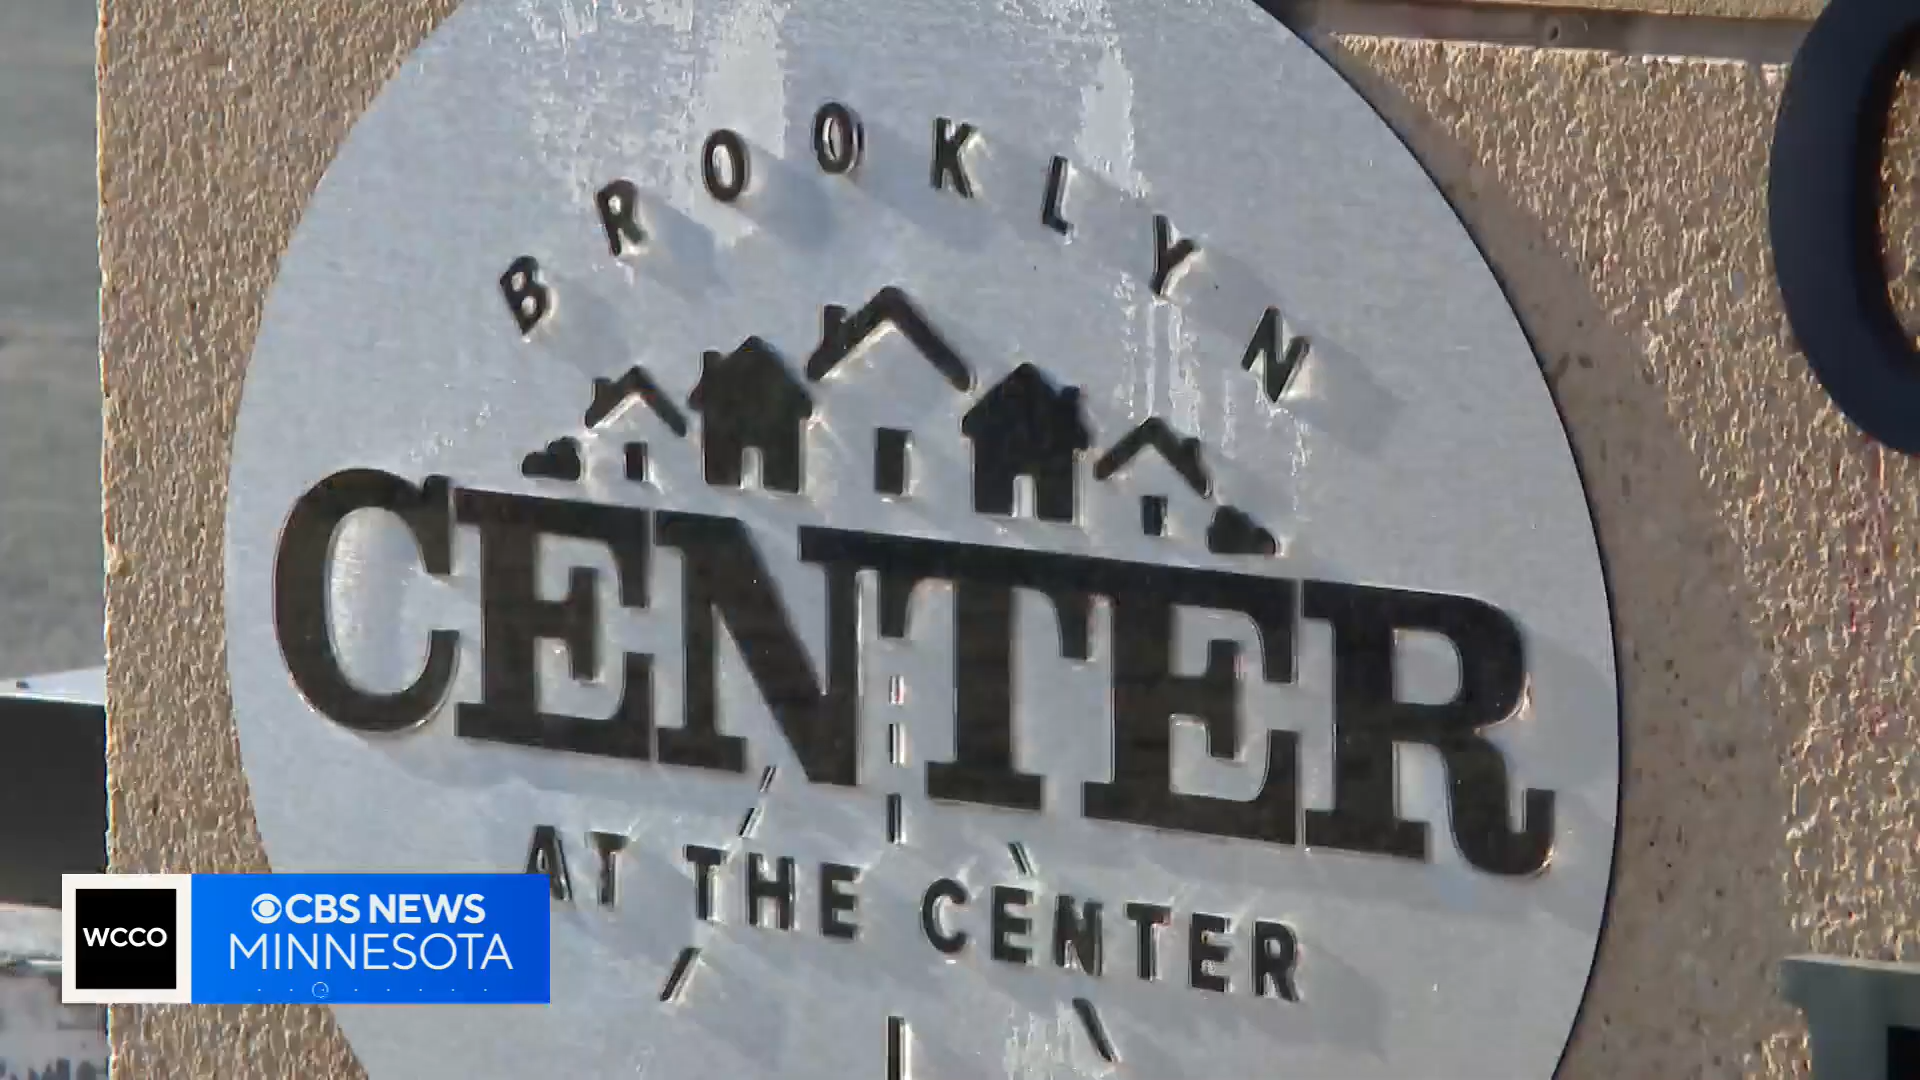 BROOKLYN
CENTER
AT THE CENTER
WCCO
CBS NEWS
MINNESOTA